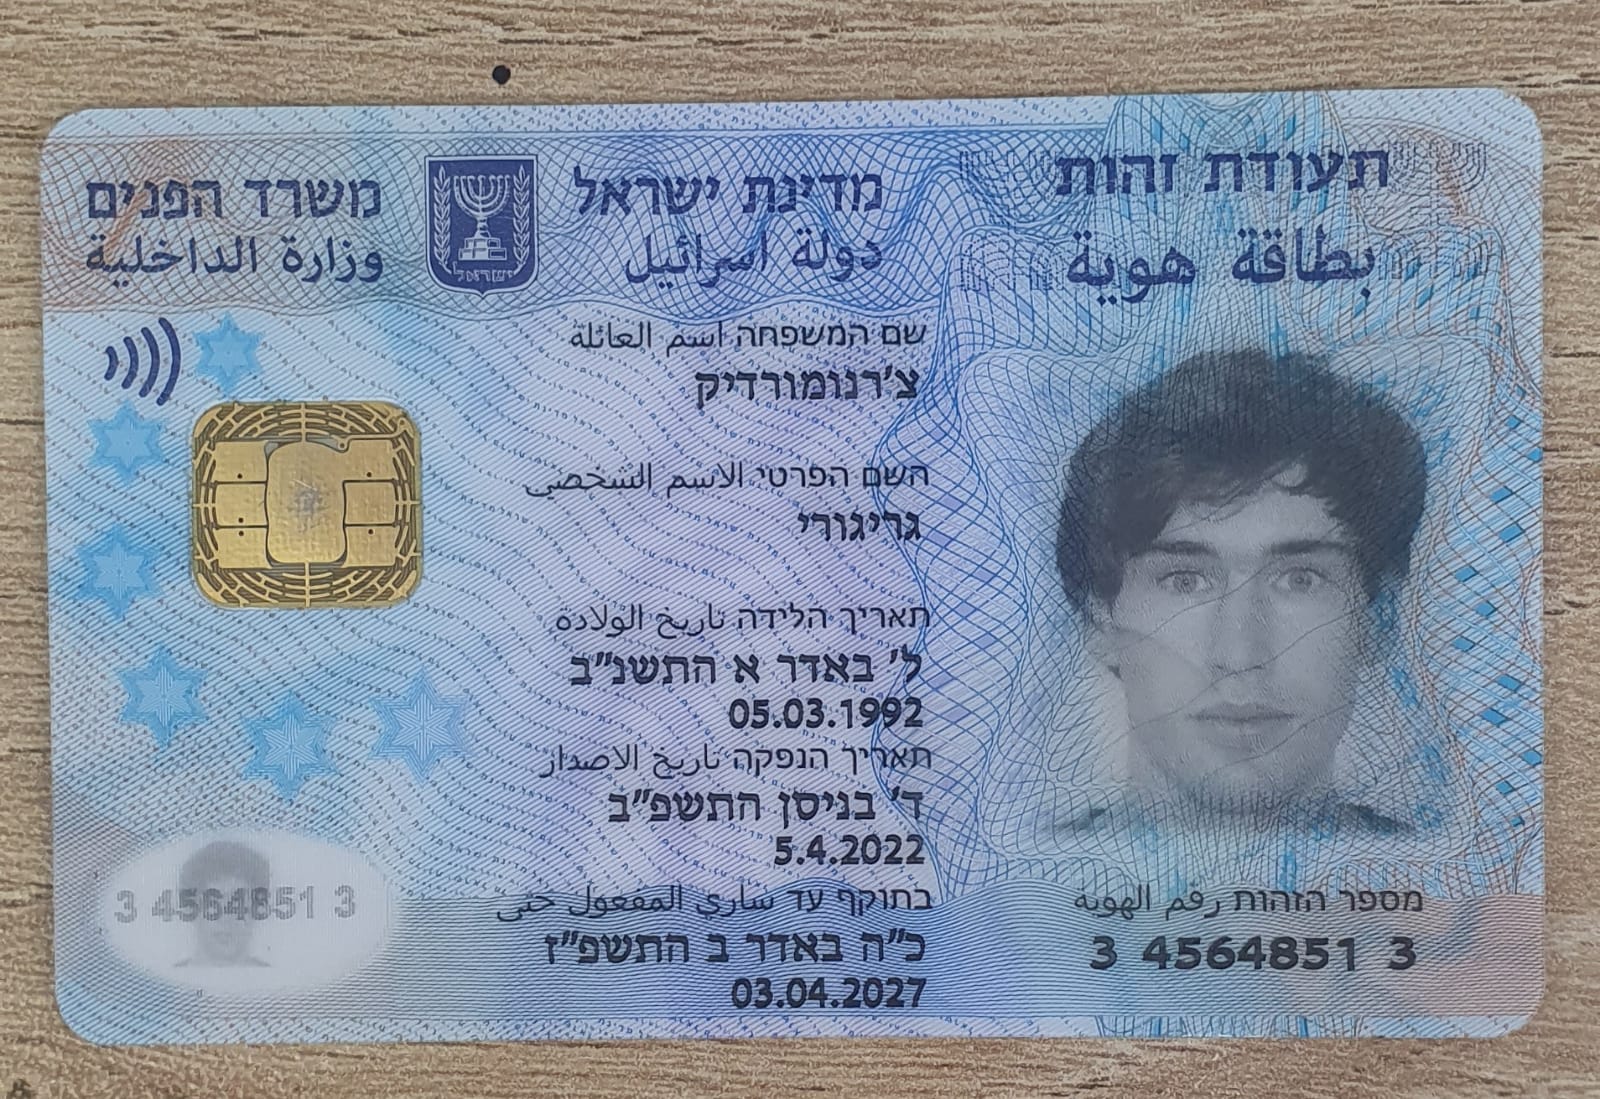 תעודת זהות
بطاقة هوية
מדינת ישראל
دولة اسرائيل
משרד הפנים
وزارة الداخلية
שם המשפחה اسم العائلة
צ'רנומורדיק
השם הפרטי الاسم الشخصي
גריגורי
תאריך הלידה تاريخ الولادة
ל' באדר א התשנ"ב
05.03.1992
תאריך הנפקה تاريخ الاصدار
ד' בניסן התשפ"ב
5.4.2022
בתוקף עד ساري المفعول حتى
כ"ה באדר ב התשפ"ז
03.04.2027
מספר הזהות رقم الهوية
3 4564851 3
3 4564851 3